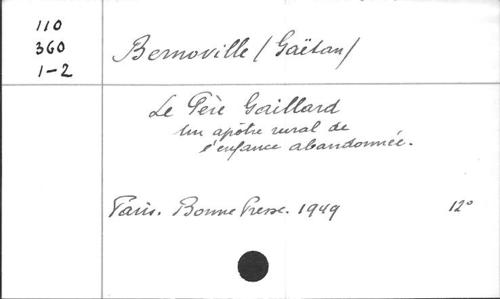 110
360
1-2
Bernoville (Gaëtan)
Le Père Gaillard
Un apôtre rural de
l'enfance abandonnée.
Paris. Bonne Presse. 1949 12°